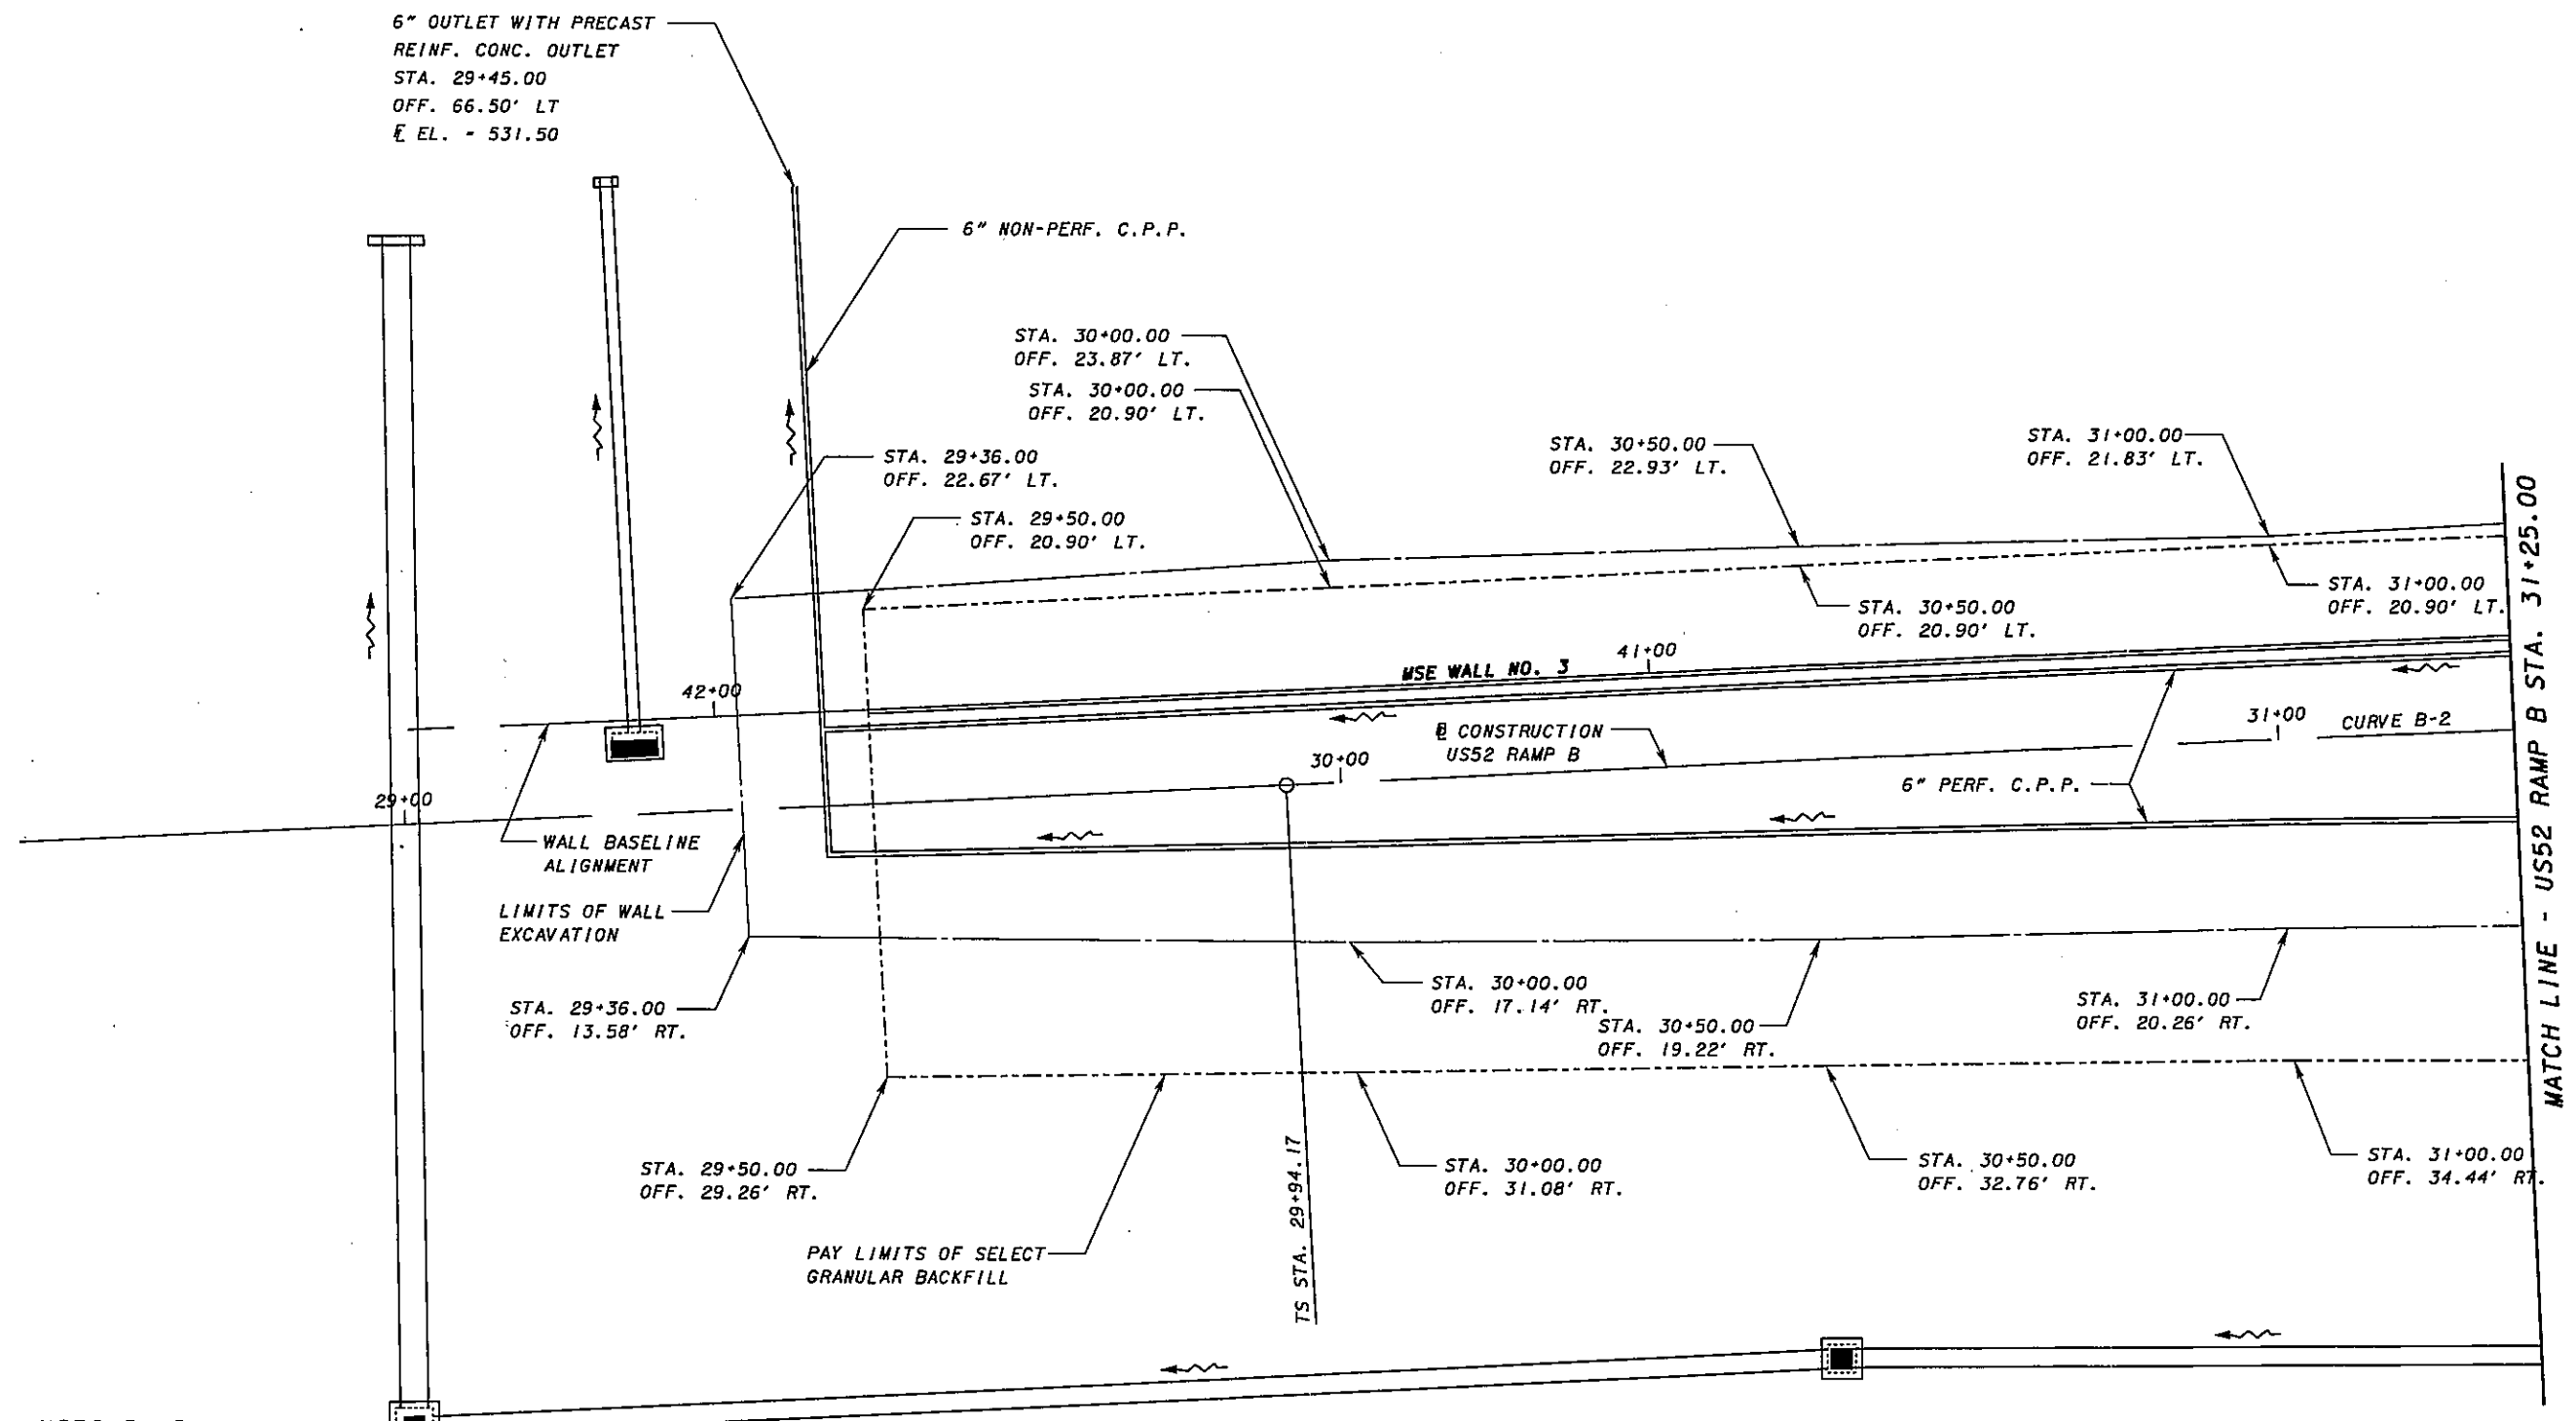 6" OUTLET WITH PRECAST
REINF. CONC. OUTLET
STA. 29+45.00
OFF. 66.50' LT
EL. - 531.50
6" NON-PERF. C.P.P.
STA. 30+00.00
OFF. 23.87' LT.
STA. 30+00.00
OFF. 20.90' LT.
STA. 29+36.00
OFF. 22.67' LT.
STA. 29+50.00
OFF. 20.90' LT.
STA. 30+50.00
OFF. 22.93' LT.
STA. 31+00.00
OFF. 21.83' LT.
STA. 31+00.00
OFF. 20.90' LT.
STA. 30+50.00
OFF. 20.90' LT.
MATCH LINE - US52 RAMP B STA. 31+25.00
41+00
MSE WALL NO. 3
42+00
31+00
CURVE B-2
CONSTRUCTION
US52 RAMP B
30+00
6" PERF. C.P.P.
29+00
WALL BASELINE
ALIGNMENT
LIMITS OF WALL
EXCAVATION
STA. 29+36.00
OFF. 13.58' RT.
STA. 30+00.00
OFF. 17.14' RT.
STA. 30+50.00
OFF. 19.22' RT.
STA. 31+00.00
OFF. 20.26' RT.
STA. 29+50.00
OFF. 29.26' RT.
TS STA. 29+94.17
STA. 30+00.00
OFF. 31.08' RT.
STA. 30+50.00
OFF. 32.76' RT.
STA. 31+00.00
OFF. 34.44' RT.
PAY LIMITS OF SELECT
GRANULAR BACKFILL